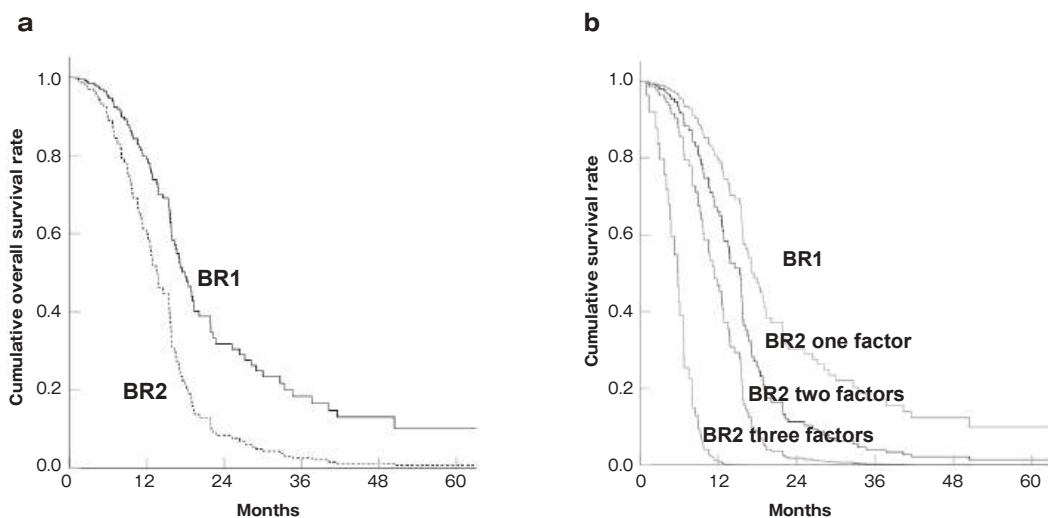 a
Cumulative overall survival rate
1.0
0.8
0.6
0.4
0.2
0.0
BR1
BR2
0 12 24 36 48 60
Months
b
Cumulative survival rate
1.0
0.8
0.6
0.4
0.2
0.0
BR1
BR2 one factor
BR2 two factors
BR2 three factors
0 12 24 36 48 60
Months